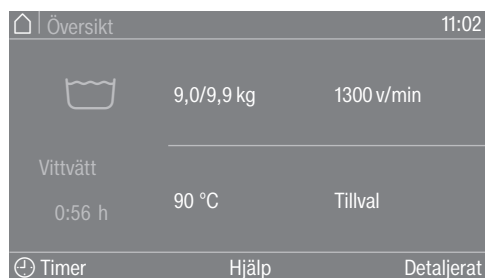 Översikt 11:02
9,0/9,9 kg 1300 v/min
Vittvätt
0:56 h
90 °C Tillval
Timer Hjälp Detaljerat